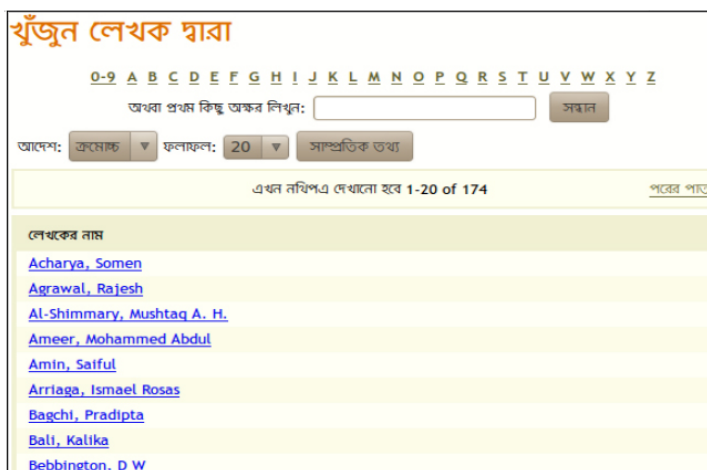 খুঁজুন লেখক দ্বারা
0-9 A B C D E F G H I J K L M N O P Q R S T U V W X Y Z
অথবা প্রথম কিছু অক্ষর লিখুন: সন্ধান
আদেশ: ক্রমোচ্চ ফলাফল: 20 সাম্প্রতিক তথ্য
এখন নথিপএ দেখানো হবে 1-20 of 174 পরের পাত
লেখকের নাম
Acharya, Somen
Agrawal, Rajesh
Al-Shimmary, Mushtaq A. H.
Ameer, Mohammed Abdul
Amin, Saiful
Arriaga, Ismael Rosas
Bagchi, Pradipta
Bali, Kalika
Bebbington, D W